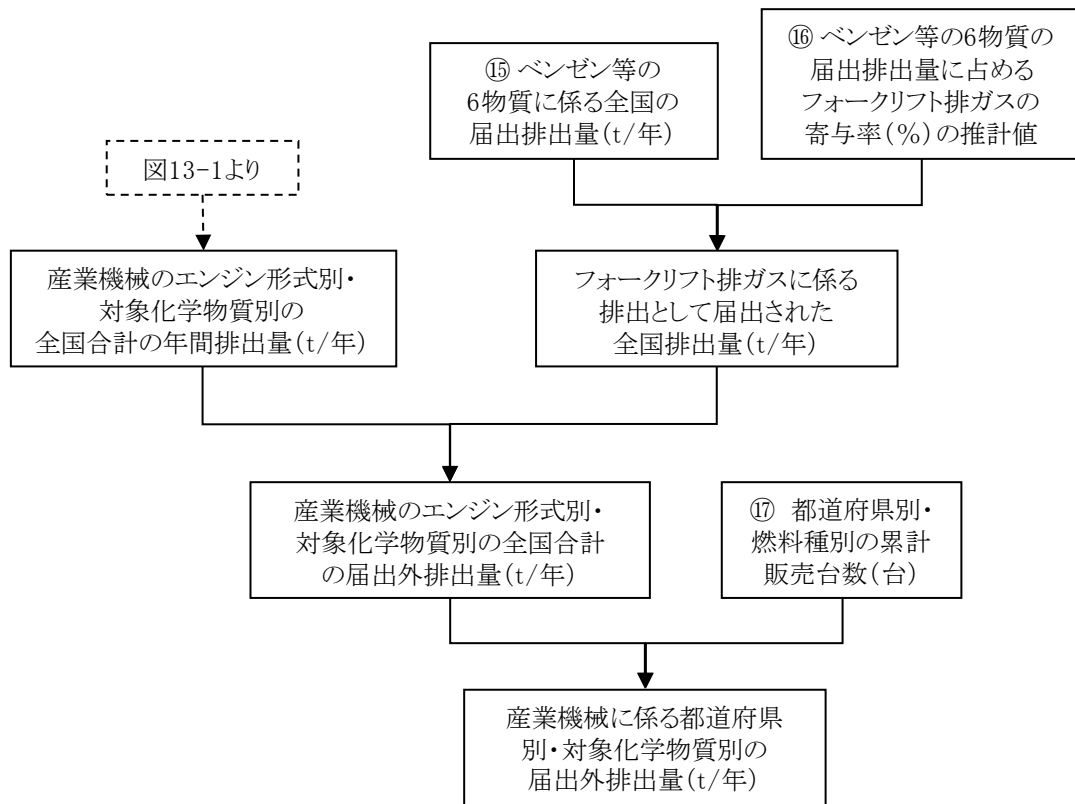 ⑮ ベンゼン等の
6物質に係る全国の
届出排出量(t/年)
⑯ ベンゼン等の6物質の
届出排出量に占める
フォークリフト排ガスの
寄与率(%)の推計値
図13-1より
産業機械のエンジン形式別・
対象化学物質別の
全国合計の年間排出量(t/年)
フォークリフト排ガスに係る
排出として届出された
全国排出量(t/年)
産業機械のエンジン形式別・
対象化学物質別の全国合計
の届出外排出量(t/年)
⑰ 都道府県別・
燃料種別の累計
販売台数(台)
産業機械に係る都道府県
別・対象化学物質別の
届出外排出量(t/年)